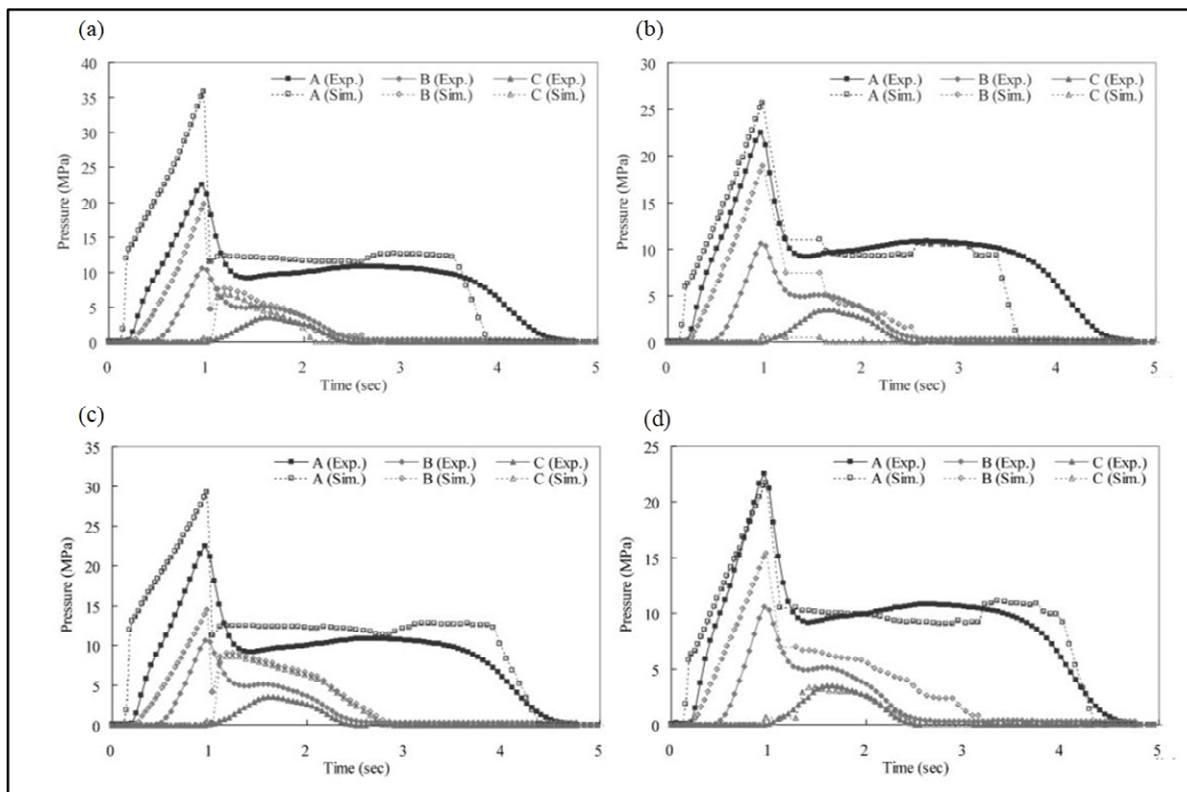 (a)
40
35
30
25
20
15
10
5
0
Pressure (MPa)
A (Exp.) B (Exp.) C (Exp.)
A (Sim.) B (Sim.) C (Sim.)
0 1 2 3 4 5
Time (sec)
(b)
30
25
20
15
10
5
0
Pressure (MPa)
A (Exp.) B (Exp.) C (Exp.)
A (Sim.) B (Sim.) C (Sim.)
0 1 2 3 4 5
Time (sec)
(c)
35
30
25
20
15
10
5
0
Pressure (MPa)
A (Exp.) B (Exp.) C (Exp.)
A (Sim.) B (Sim.) C (Sim.)
0 1 2 3 4 5
Time (sec)
(d)
25
20
15
10
5
0
Pressure (MPa)
A (Exp.) B (Exp.) C (Exp.)
A (Sim.) B (Sim.) C (Sim.)
0 1 2 3 4 5
Time (sec)